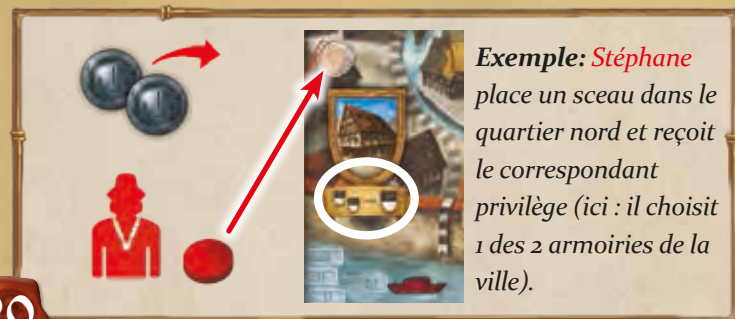 Exemple: Stéphane
place un sceau dans le
quartier nord et reçoit
le correspondant
privilège (ici : il choisit
1 des 2 armoiries de la
ville).